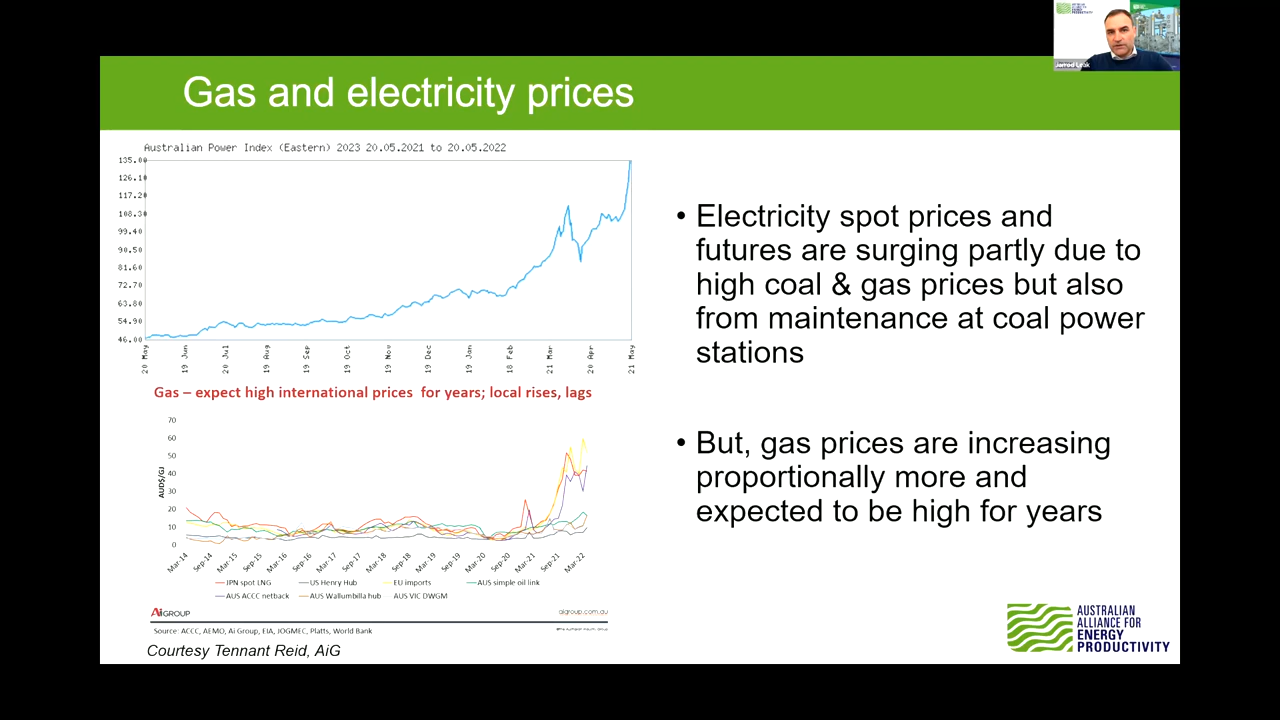 Gas and electricity prices
Australian Power Index (Eastern) 2023 20.05.2021 to 20.05.2022
135.00
126.10
117.20
108.30
99.40
90.50
81.60
72.70
63.80
54.90
46.00
20 May
19 Jun
20 Jul
19 Aug
19 Sep
19 Oct
19 Nov
19 Dec
19 Jan
18 Feb
21 Mar
20 Apr
21 May
Gas – expect high international prices for years; local rises, lags
AUD$/GJ
70
60
50
40
30
20
10
0
Mar-14
Sep-14
Mar-15
Sep-15
Mar-16
Sep-16
Mar-17
Sep-17
Mar-18
Sep-18
Mar-19
Sep-19
Mar-20
Sep-20
Mar-21
Sep-21
Mar-22
JPN spot LNG US Henry Hub EU imports AUS simple oil link
AUS ACCC netback AUS Wallumbilla hub AUS VIC DWGM
Ai GROUP
aigroup.com.au
Source: ACCC, AEMO, Ai Group, EIA, JOGMEC, Platts, World Bank
Courtesy Tennant Reid, AiG
• Electricity spot prices and
futures are surging partly due to
high coal & gas prices but also
from maintenance at coal power
stations
• But, gas prices are increasing
proportionally more and
expected to be high for years
AUSTRALIAN
ALLIANCE FOR
ENERGY
PRODUCTIVITY
Jarrod Leak